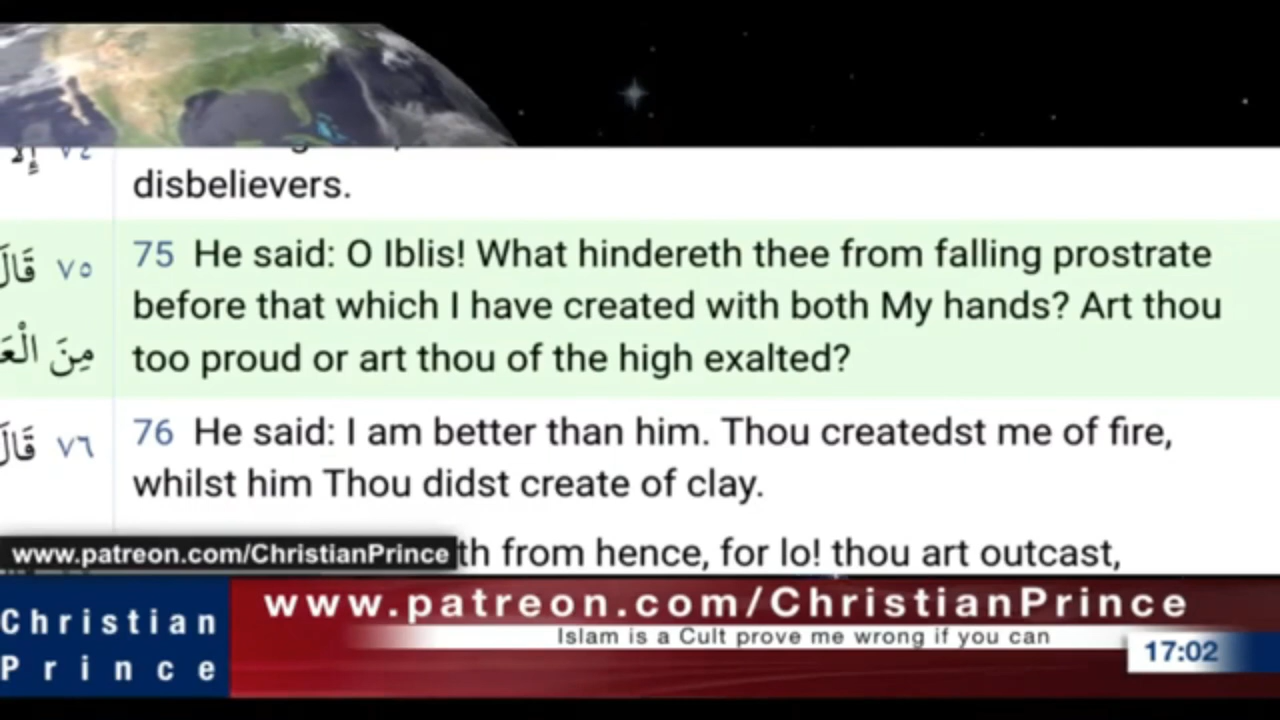 ٧٤ إِلَّا
disbelievers.
٧٥ قَالَ
75 He said: O Iblis! What hindereth thee from falling prostrate
before that which I have created with both My hands? Art thou
مِنَ الْعَ
too proud or art thou of the high exalted?
٧٦ قَالَ
76 He said: I am better than him. Thou createdst me of fire,
whilst him Thou didst create of clay.
www.patreon.com/ChristianPrince
th from hence, for lo! thou art outcast,
www.patreon.com/ChristianPrince
Christian
Prince
Islam is a Cult prove me wrong if you can
17:02